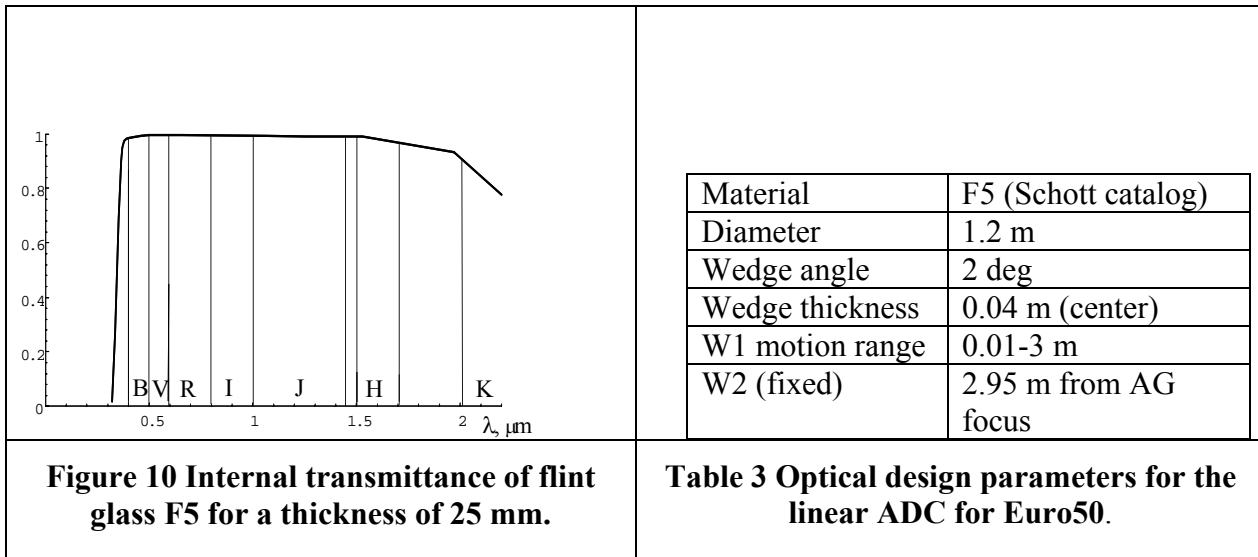 1
0.8
0.6
0.4
0.2
0
B V R I J H K
0.5 1 1.5 2 λ, μm
Figure 10 Internal transmittance of flint
glass F5 for a thickness of 25 mm.
Material F5 (Schott catalog)
Diameter 1.2 m
Wedge angle 2 deg
Wedge thickness 0.04 m (center)
W1 motion range 0.01-3 m
W2 (fixed) 2.95 m from AG
focus
Table 3 Optical design parameters for the
linear ADC for Euro50.